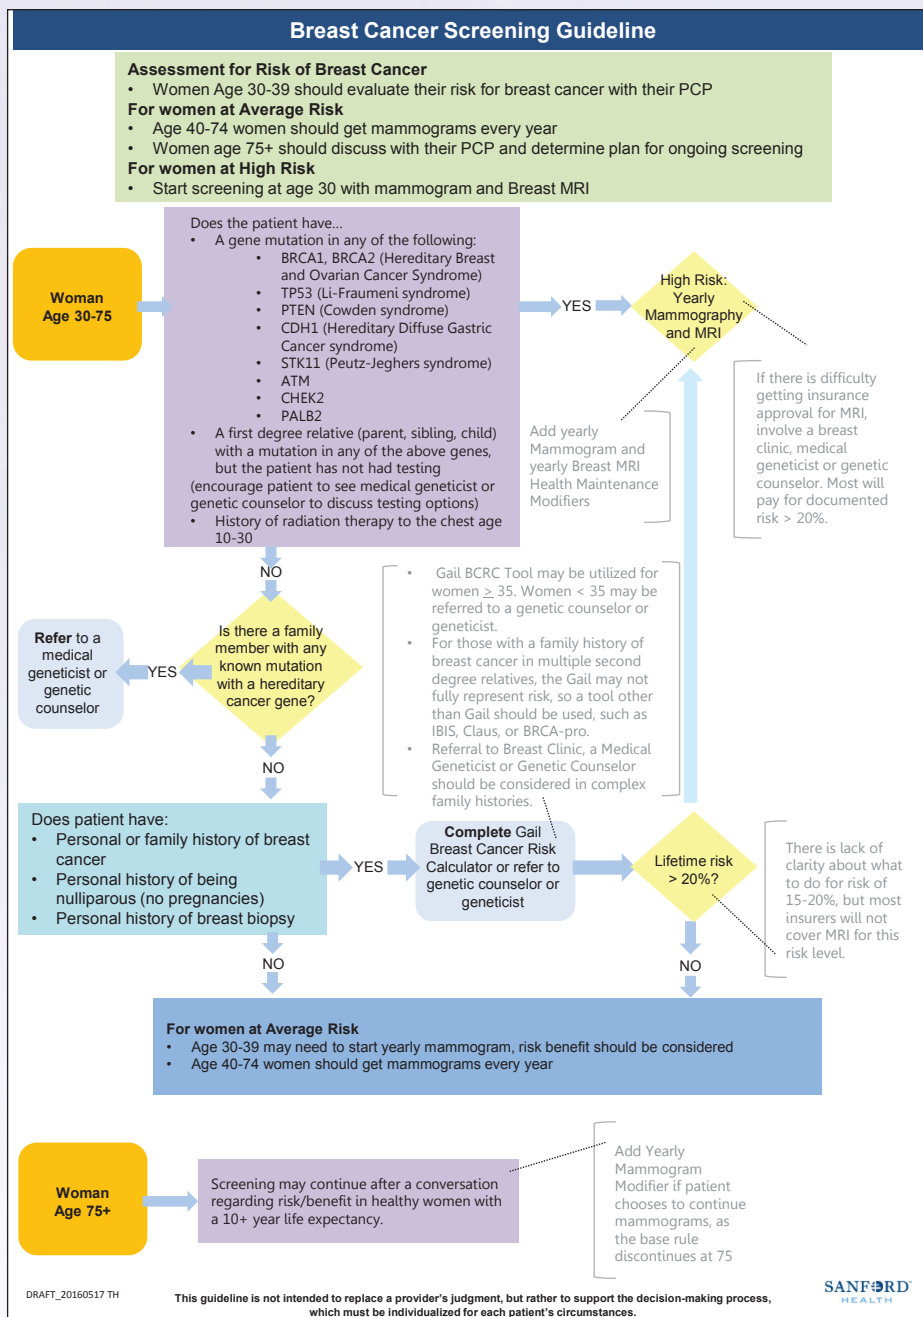 Breast Cancer Screening Guideline
Assessment for Risk of Breast Cancer
• Women Age 30-39 should evaluate their risk for breast cancer with their PCP
For women at Average Risk
• Age 40-74 women should get mammograms every year
• Women age 75+ should discuss with their PCP and determine plan for ongoing screening
For women at High Risk
• Start screening at age 30 with mammogram and Breast MRI
Woman
Age 30-75
Does the patient have...
• A gene mutation in any of the following:
• BRCA1, BRCA2 (Hereditary Breast
and Ovarian Cancer Syndrome)
• TP53 (Li-Fraumeni syndrome)
• PTEN (Cowden syndrome)
• CDH1 (Hereditary Diffuse Gastric
Cancer syndrome)
• STK11 (Peutz-Jeghers syndrome)
• ATM
• CHEK2
• PALB2
• A first degree relative (parent, sibling, child)
with a mutation in any of the above genes,
but the patient has not had testing
(encourage patient to see medical geneticist or
genetic counselor to discuss testing options)
• History of radiation therapy to the chest age
10-30
YES
High Risk:
Yearly
Mammography
and MRI
Add yearly
Mammogram and
yearly Breast MRI
Health Maintenance
Modifiers
If there is difficulty
getting insurance
approval for MRI,
involve a breast
clinic, medical
geneticist or genetic
counselor. Most will
pay for documented
risk > 20%.
NO
Is there a family
member with any
known mutation
with a hereditary
cancer gene?
YES
Refer to a
medical
geneticist or
genetic
counselor
• Gail BCRC Tool may be utilized for
women ≥ 35. Women < 35 may be
referred to a genetic counselor or
geneticist.
• For those with a family history of
breast cancer in multiple second
degree relatives, the Gail may not
fully represent risk, so a tool other
than Gail should be used, such as
IBIS, Claus, or BRCA-pro.
• Referral to Breast Clinic, a Medical
Geneticist or Genetic Counselor
should be considered in complex
family histories.
NO
Does patient have:
• Personal or family history of breast
cancer
• Personal history of being
nulliparous (no pregnancies)
• Personal history of breast biopsy
YES
Complete Gail
Breast Cancer Risk
Calculator or refer to
genetic counselor or
geneticist
Lifetime risk
> 20%?
There is lack of
clarity about what
to do for risk of
15-20%, but most
insurers will not
cover MRI for this
risk level.
NO
NO
For women at Average Risk
• Age 30-39 may need to start yearly mammogram, risk benefit should be considered
• Age 40-74 women should get mammograms every year
Woman
Age 75+
Screening may continue after a conversation
regarding risk/benefit in healthy women with
a 10+ year life expectancy.
Add Yearly
Mammogram
Modifier if patient
chooses to continue
mammograms, as
the base rule
discontinues at 75
DRAFT_20160517 TH
This guideline is not intended to replace a provider's judgment, but rather to support the decision-making process,
which must be individualized for each patient's circumstances.
SANFORD
HEALTH